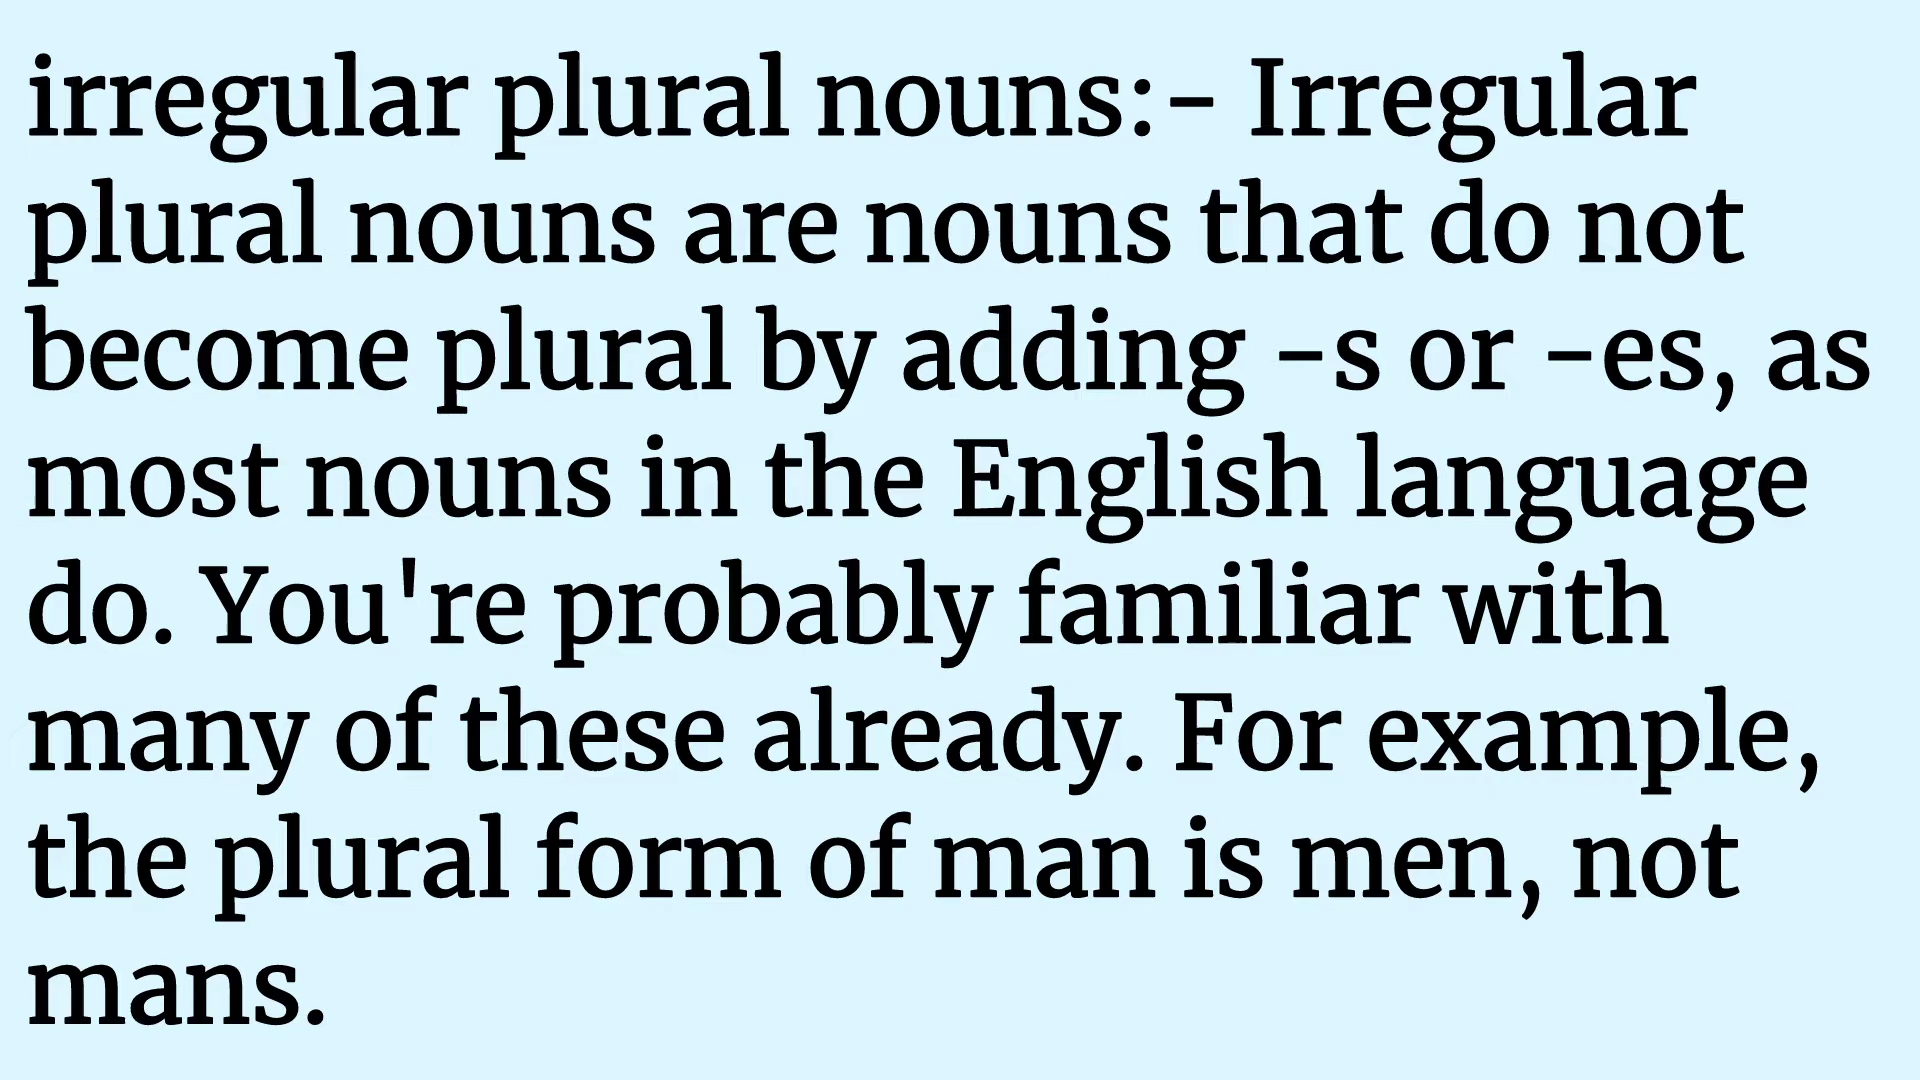 irregular plural nouns:- Irregular
plural nouns are nouns that do not
become plural by adding -s or -es, as
most nouns in the English language
do. You're probably familiar with
many of these already. For example,
the plural form of man is men, not
mans.